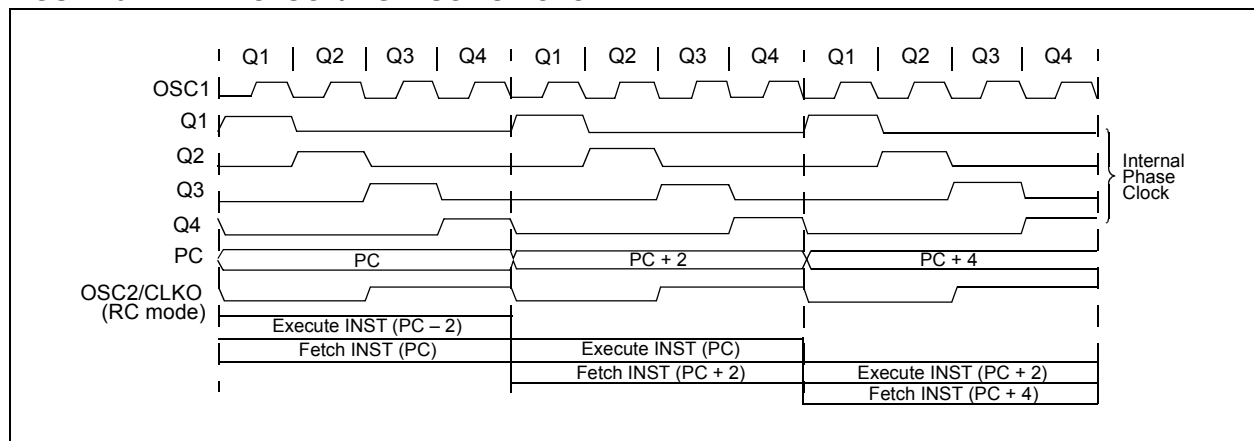 Q1 | Q2 | Q3 | Q4 | Q1 | Q2 | Q3 | Q4 | Q1 | Q2 | Q3 | Q4
OSC1
Q1
Q2
Q3
Q4
Internal
Phase
Clock
PC
PC
PC + 2
PC + 4
OSC2/CLKO
(RC mode)
Execute INST (PC – 2)
Fetch INST (PC)
Execute INST (PC)
Fetch INST (PC + 2)
Execute INST (PC + 2)
Fetch INST (PC + 4)